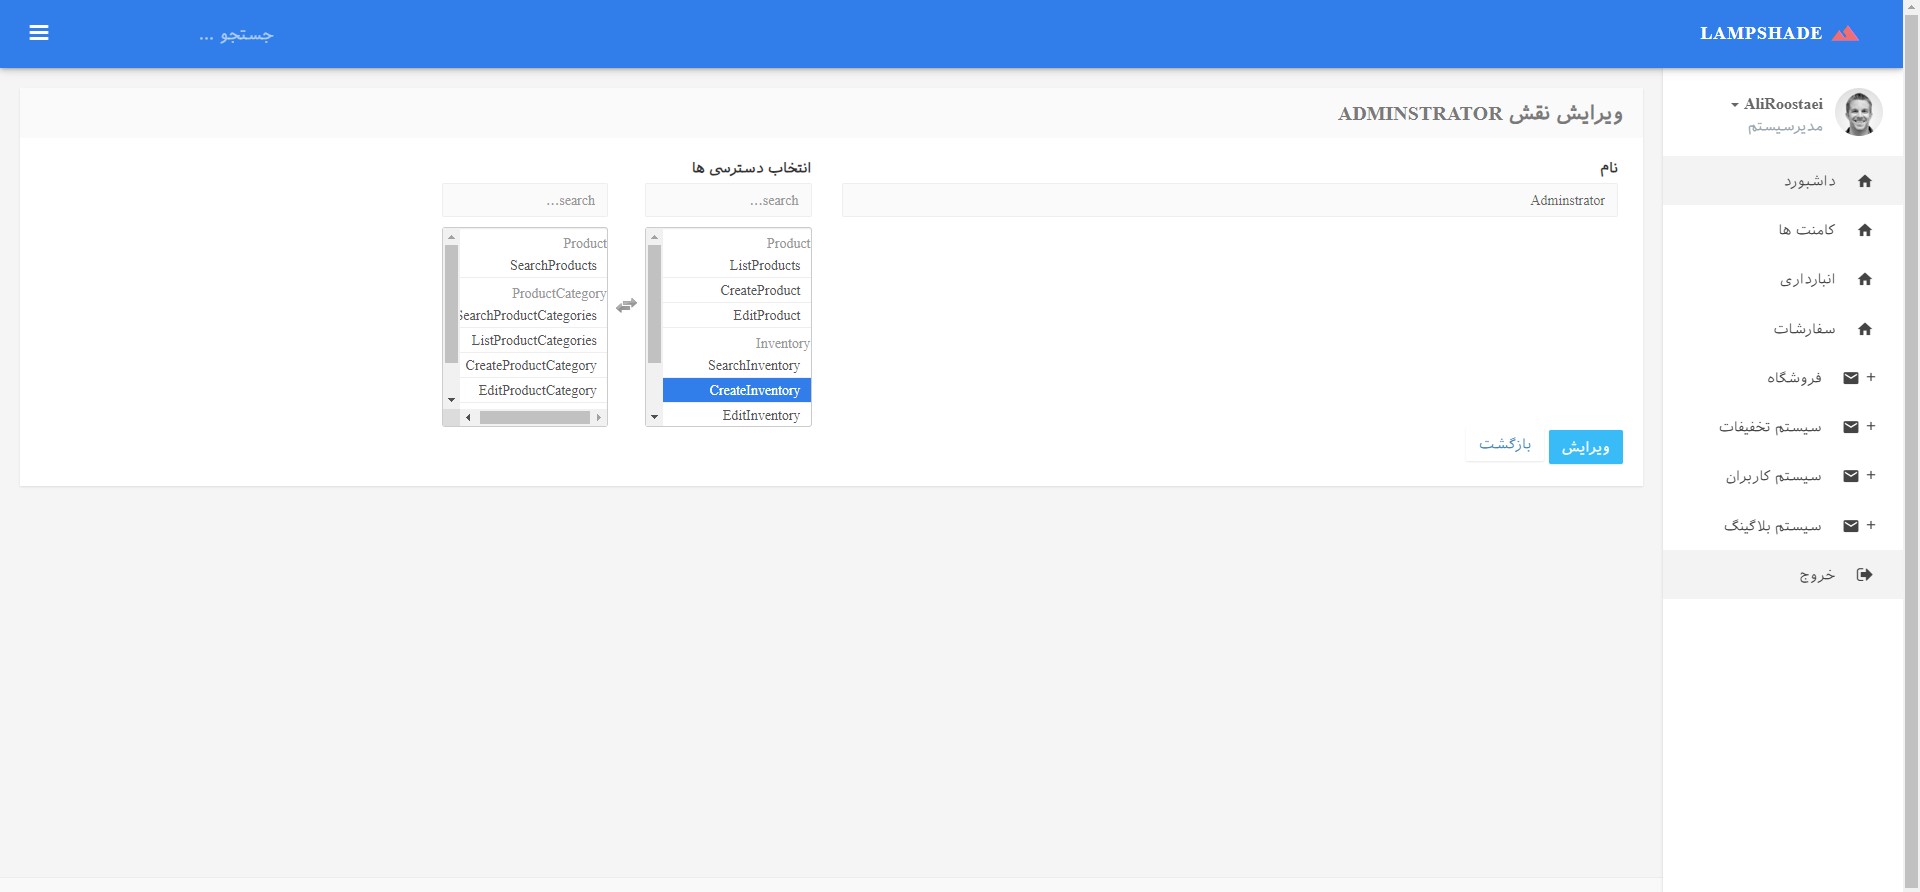 LAMPSHADE
جستجو ...
AliRoostaei
مدیرسیستم
داشبورد
کامنت ها
انبارداری
سفارشات
+ فروشگاه
+ سیستم تخفیفات
+ سیستم کاربران
+ سیستم بلاگینگ
خروج
ویرایش نقش ADMINSTRATOR
نام
Adminstrator
انتخاب دسترسی ها
search...
Product
ListProducts
CreateProduct
EditProduct
Inventory
SearchInventory
CreateInventory
EditInventory
search...
Product
SearchProducts
ProductCategory
SearchProductCategories
ListProductCategories
CreateProductCategory
EditProductCategory
ویرایش
بازگشت